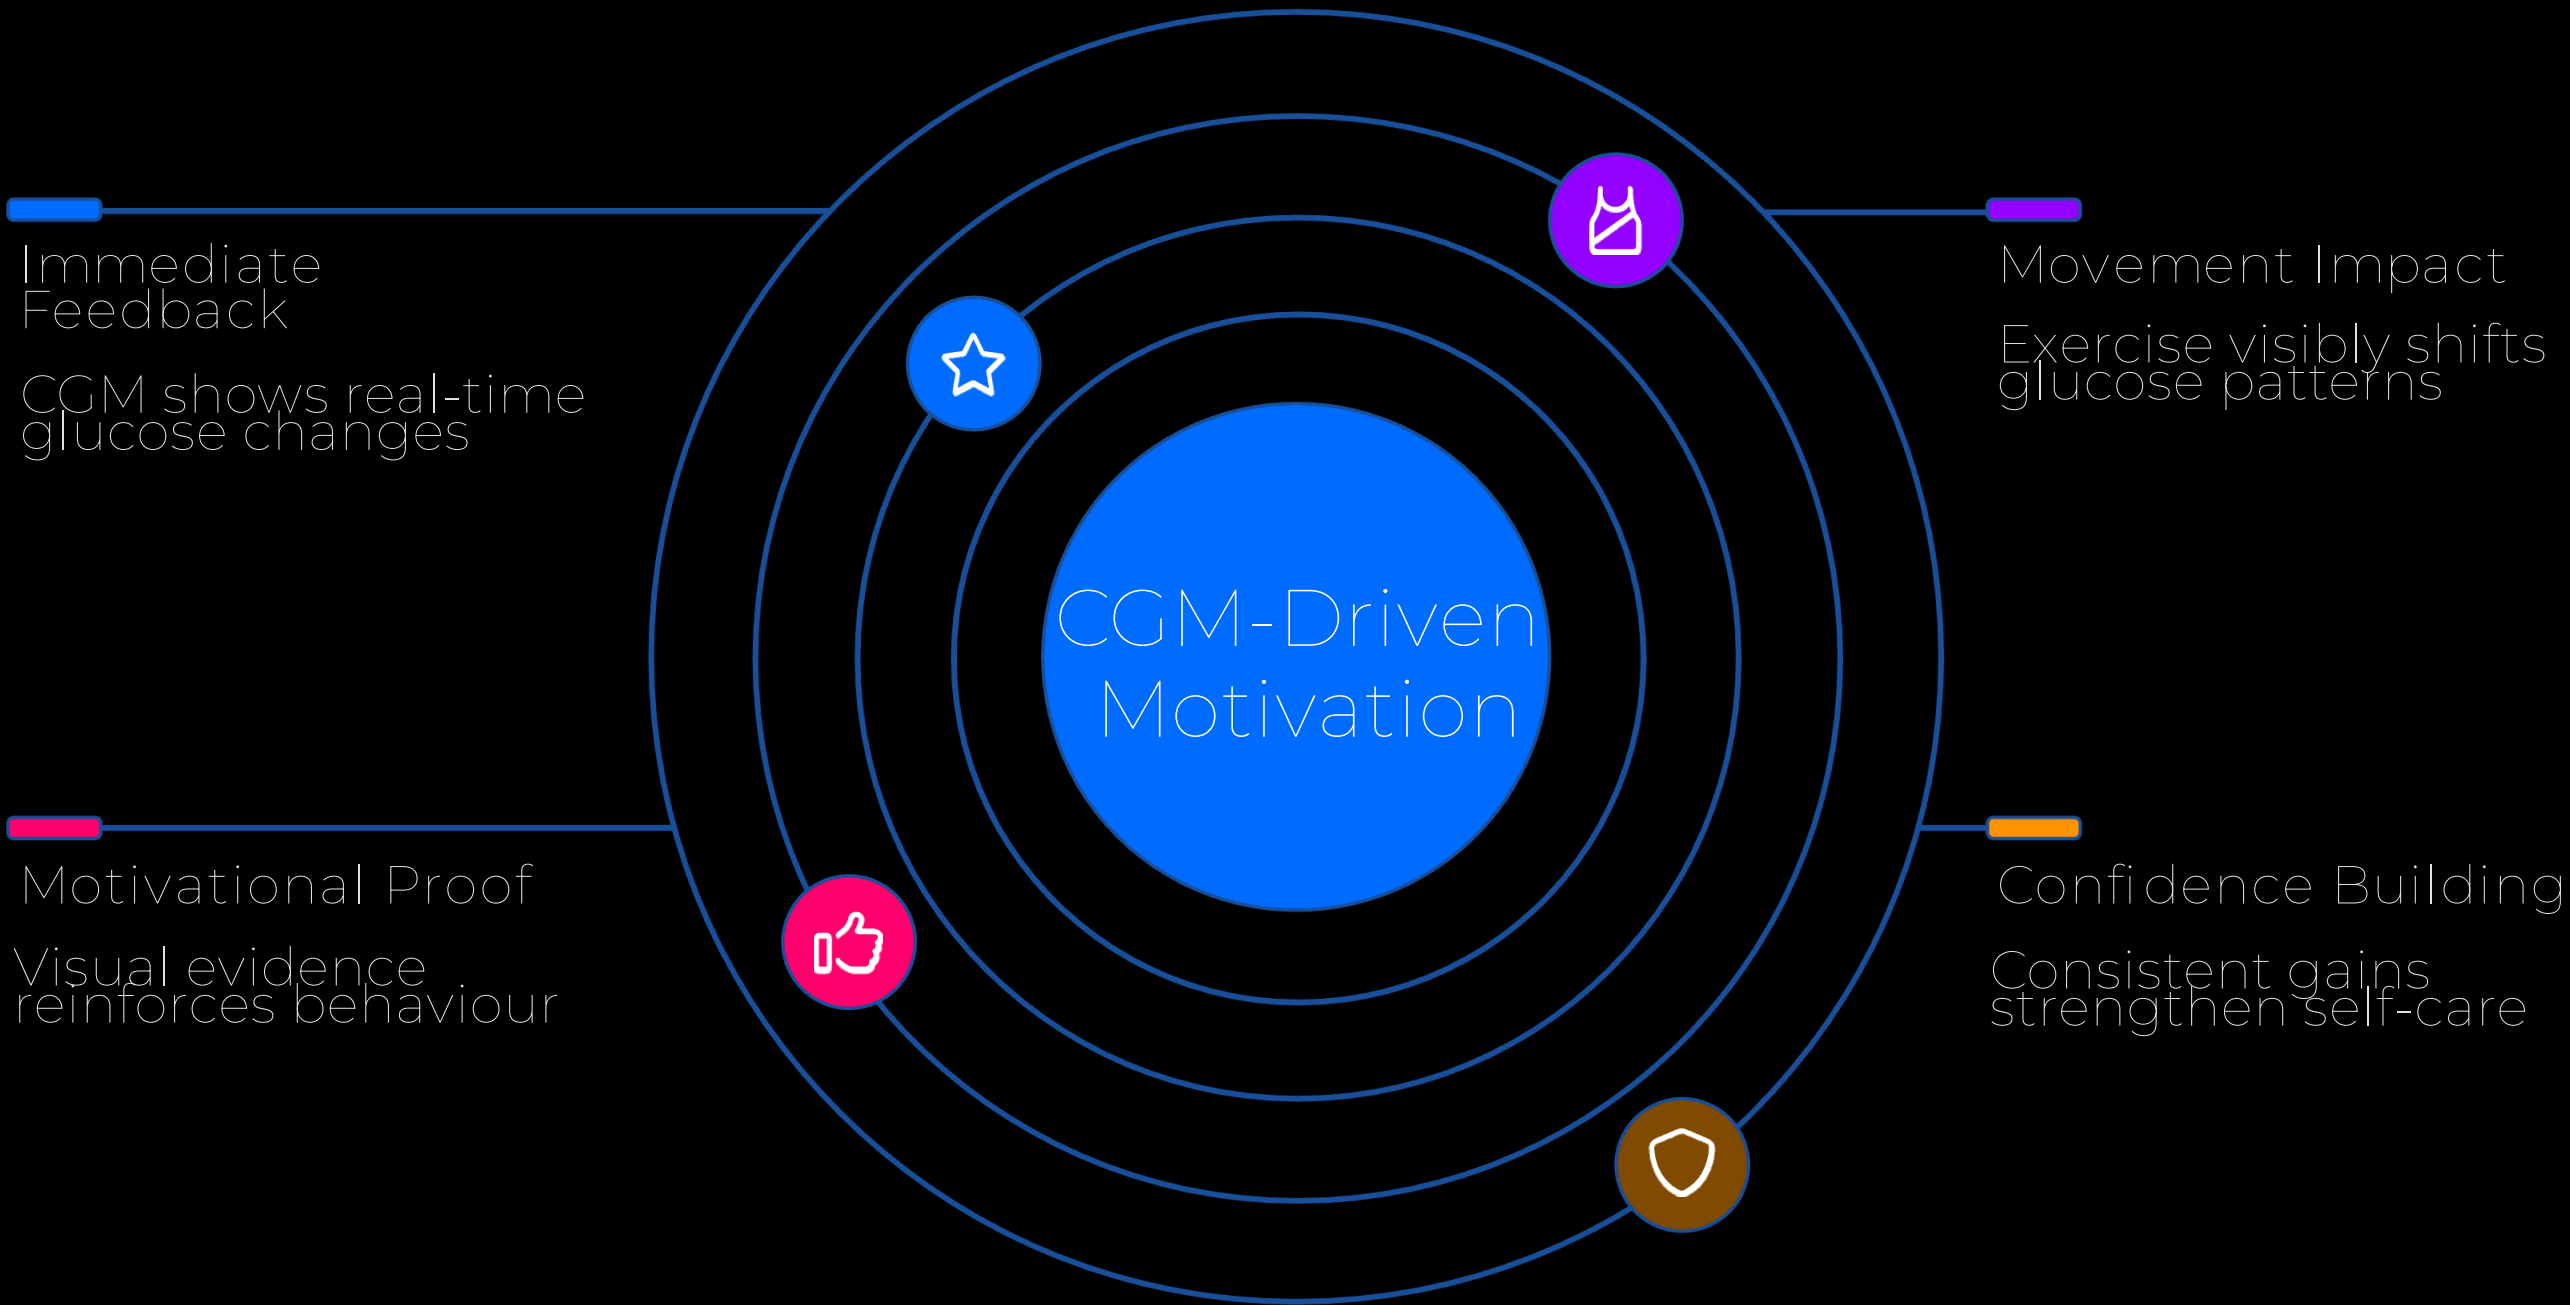 Immediate
Feedback
CGM shows real-time
glucose changes
Movement Impact
Exercise visibly shifts
glucose patterns
CGM-Driven
Motivation
Motivational Proof
Visual evidence
reinforces behaviour
Confidence Building
Consistent gains
strengthen self-care